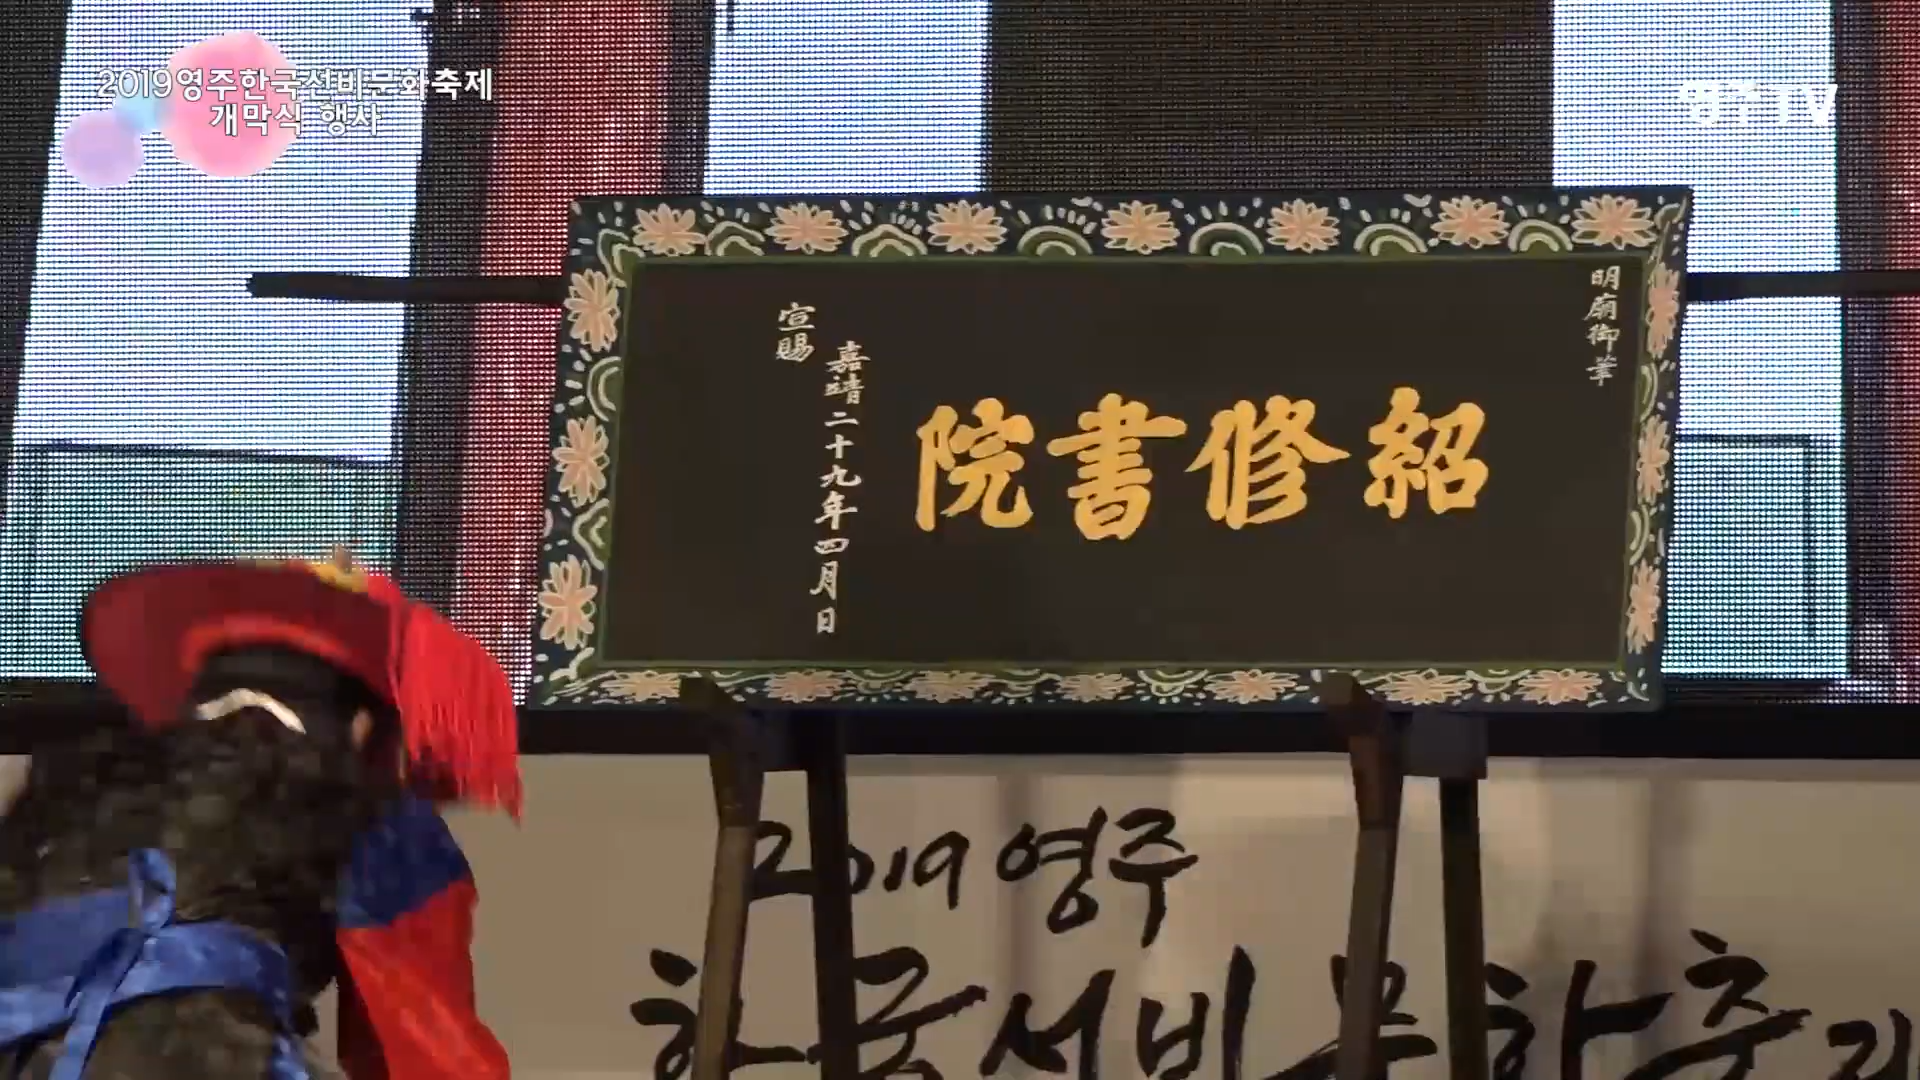 2019영주한국선비문화축제
개막식 행사
영주TV
明廟御筆
紹修書院
嘉靖二十九年四月日
宣賜
2019 영주
한국선비문화축제